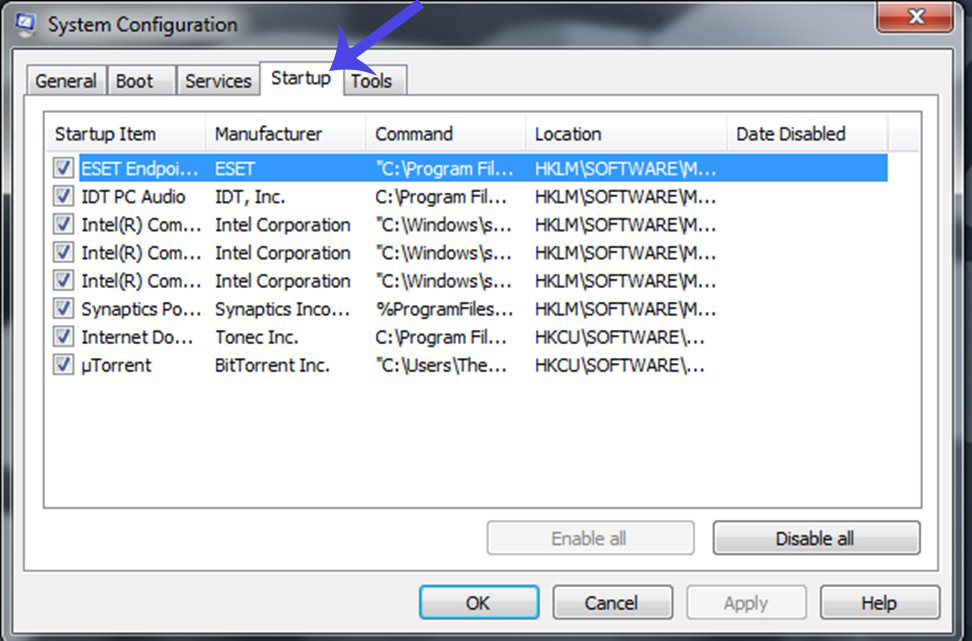 System Configuration
General Boot Services Startup Tools
Startup Item Manufacturer Command Location Date Disabled
ESET Endpoi... ESET "C:\Program Fil... HKLM\SOFTWARE\M...
IDT PC Audio IDT, Inc. C:\Program Fil... HKLM\SOFTWARE\M...
Intel(R) Com... Intel Corporation "C:\Windows\s... HKLM\SOFTWARE\M...
Intel(R) Com... Intel Corporation "C:\Windows\s... HKLM\SOFTWARE\M...
Intel(R) Com... Intel Corporation "C:\Windows\s... HKLM\SOFTWARE\M...
Synaptics Po... Synaptics Inco... %ProgramFiles... HKLM\SOFTWARE\M...
Internet Do... Tonec Inc. C:\Program Fil... HKCU\SOFTWARE\...
µTorrent BitTorrent Inc. "C:\Users\The... HKCU\SOFTWARE\...
Enable all Disable all
OK Cancel Apply Help